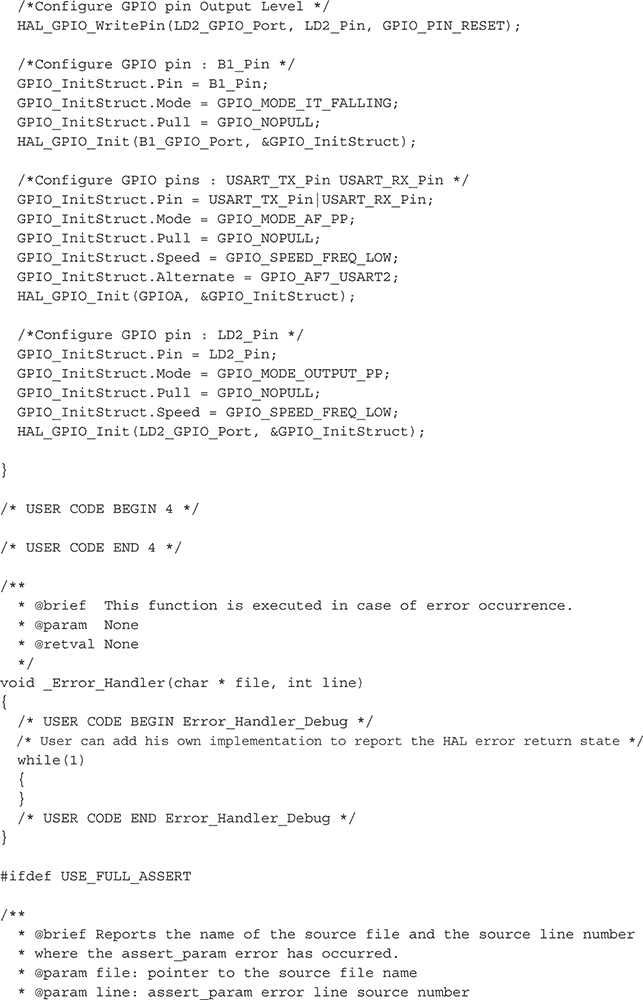 /*Configure GPIO pin Output Level */
HAL_GPIO_WritePin(LD2_GPIO_Port, LD2_Pin, GPIO_PIN_RESET);
/*Configure GPIO pin : B1_Pin */
GPIO_InitStruct.Pin = B1_Pin;
GPIO_InitStruct.Mode = GPIO_MODE_IT_FALLING;
GPIO_InitStruct.Pull = GPIO_NOPULL;
HAL_GPIO_Init(B1_GPIO_Port, &GPIO_InitStruct);
/*Configure GPIO pins : USART_TX_Pin USART_RX_Pin */
GPIO_InitStruct.Pin = USART_TX_Pin|USART_RX_Pin;
GPIO_InitStruct.Mode = GPIO_MODE_AF_PP;
GPIO_InitStruct.Pull = GPIO_NOPULL;
GPIO_InitStruct.Speed = GPIO_SPEED_FREQ_LOW;
GPIO_InitStruct.Alternate = GPIO_AF7_USART2;
HAL_GPIO_Init(GPIOA, &GPIO_InitStruct);
/*Configure GPIO pin : LD2_Pin */
GPIO_InitStruct.Pin = LD2_Pin;
GPIO_InitStruct.Mode = GPIO_MODE_OUTPUT_PP;
GPIO_InitStruct.Pull = GPIO_NOPULL;
GPIO_InitStruct.Speed = GPIO_SPEED_FREQ_LOW;
HAL_GPIO_Init(LD2_GPIO_Port, &GPIO_InitStruct);
}
/* USER CODE BEGIN 4 */
/* USER CODE END 4 */
/**
* @brief  This function is executed in case of error occurrence.
* @param  None
* @retval None
*/
void _Error_Handler(char * file, int line)
{
/* USER CODE BEGIN Error_Handler_Debug */
/* User can add his own implementation to report the HAL error return state */
while(1)
{
}
/* USER CODE END Error_Handler_Debug */
}
#ifdef USE_FULL_ASSERT
/**
* @brief Reports the name of the source file and the source line number
* where the assert_param error has occurred.
* @param file: pointer to the source file name
* @param line: assert_param error line source number